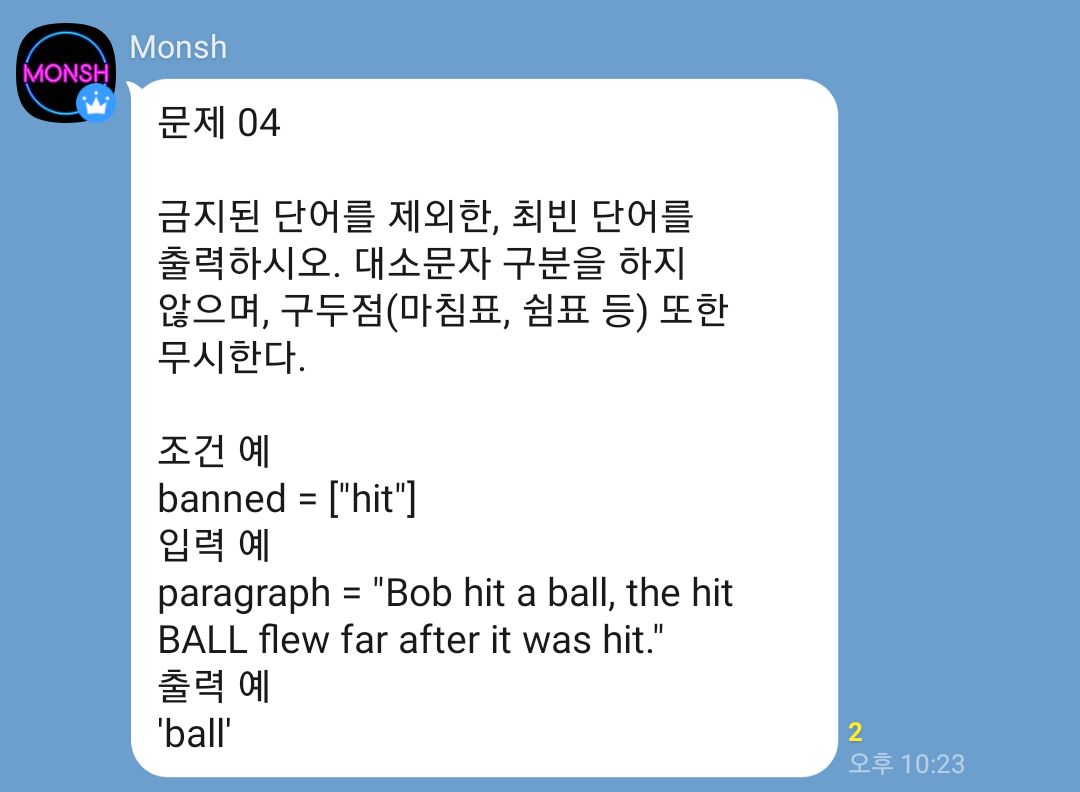 MONSH
Monsh
문제 04
금지된 단어를 제외한, 최빈 단어를
출력하시오. 대소문자 구분을 하지
않으며, 구두점(마침표, 쉼표 등) 또한
무시한다.
조건 예
banned = ["hit"]
입력 예
paragraph = "Bob hit a ball, the hit
BALL flew far after it was hit."
출력 예
'ball'
2
오후 10:23